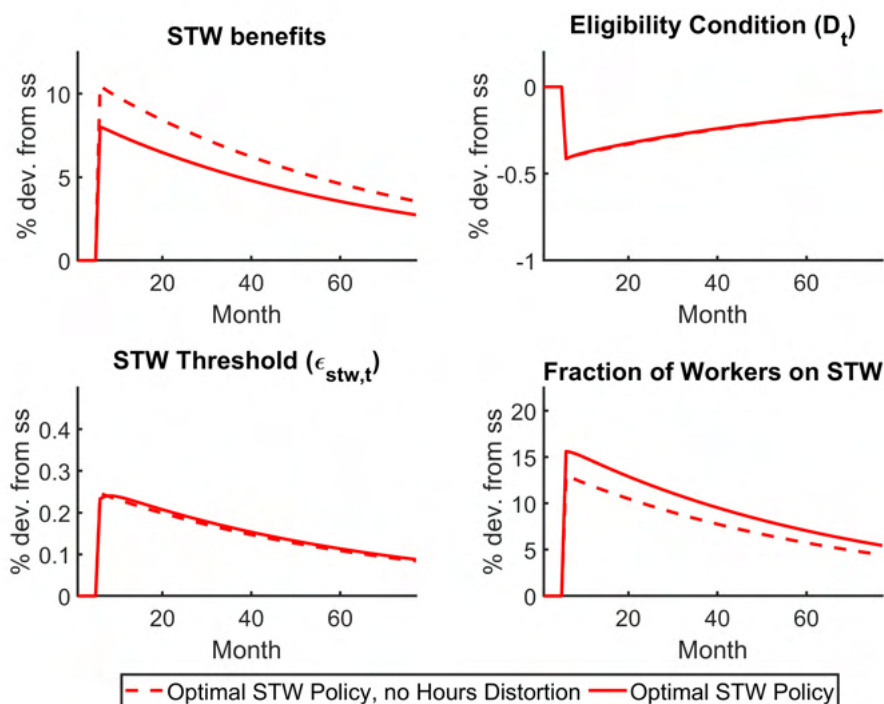 STW benefits
% dev. from ss
10
5
0
20
40
60
Month
Eligibility Condition (D_t)
% dev. from ss
0
-0.5
-1
20
40
60
Month
STW Threshold (ϵ_stw,t)
% dev. from ss
0.4
0.3
0.2
0.1
0
20
40
60
Month
Fraction of Workers on STW
% dev. from ss
20
15
10
5
0
20
40
60
Month
Optimal STW Policy, no Hours Distortion
Optimal STW Policy